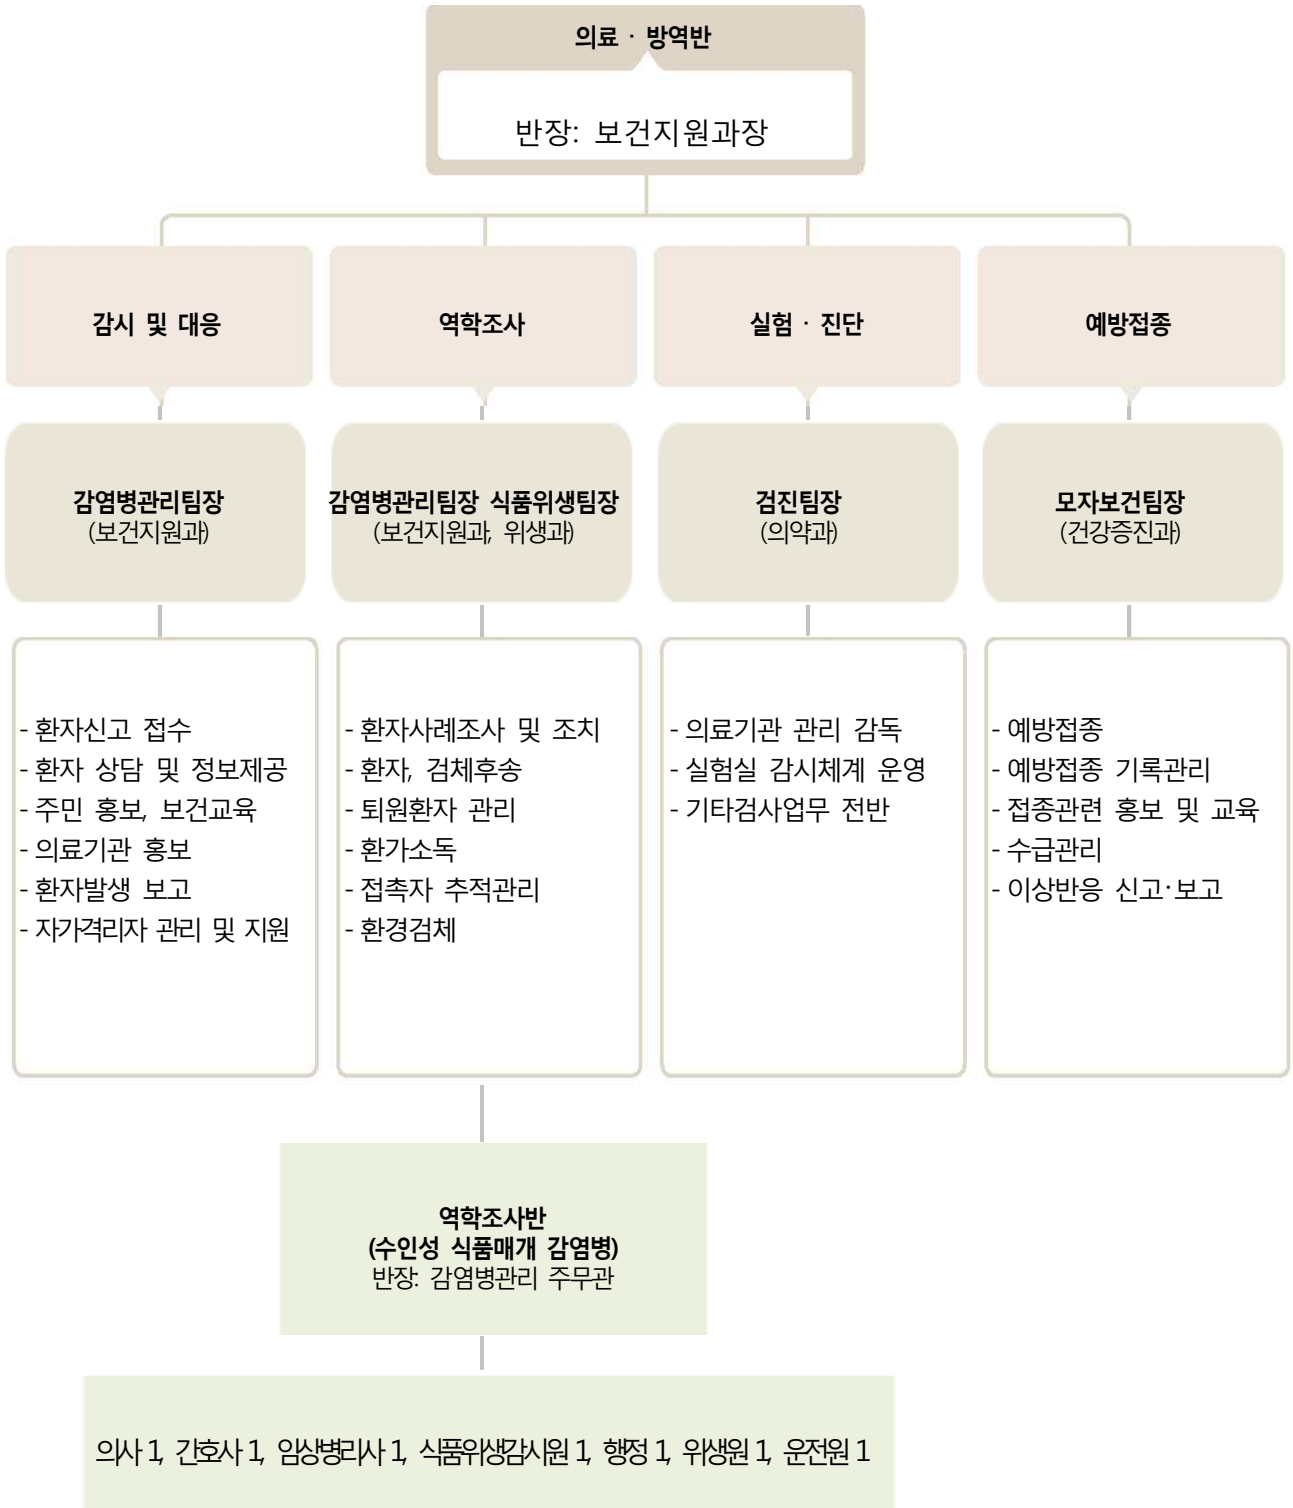 의료 · 방역반
반장: 보건지원과장
감시 및 대응
역학조사
실험 · 진단
예방접종
감염병관리팀장
(보건지원과)
감염병관리팀장 식품위생팀장
(보건지원과, 위생과)
검진팀장
(의약과)
모자보건팀장
(건강증진과)
- 환자신고 접수
- 환자 상담 및 정보제공
- 주민 홍보, 보건교육
- 의료기관 홍보
- 환자발생 보고
- 자가격리자 관리 및 지원
- 환자사례조사 및 조치
- 환자, 검체후송
- 퇴원환자 관리
- 환가소독
- 접촉자 추적관리
- 환경검체
- 의료기관 관리 감독
- 실험실 감시체계 운영
- 기타검사업무 전반
- 예방접종
- 예방접종 기록관리
- 접종관련 홍보 및 교육
- 수급관리
- 이상반응 신고·보고
역학조사반
(수인성 식품매개 감염병)
반장: 감염병관리 주무관
의사 1, 간호사 1, 임상병리사 1, 식품위생감시원 1, 행정 1, 위생원 1, 운전원 1